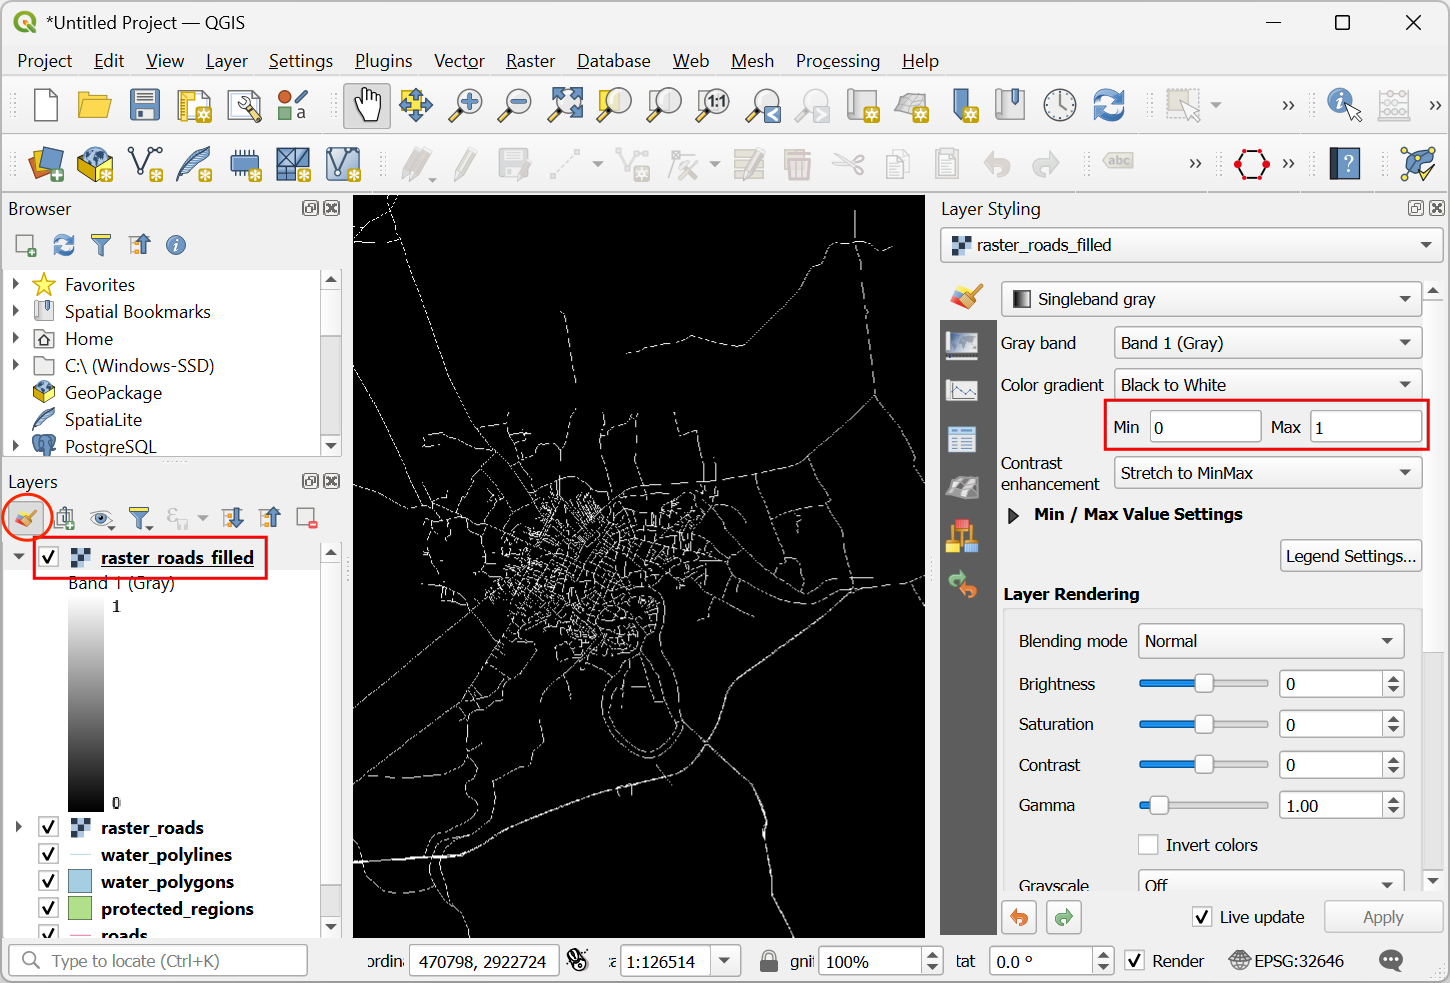 *Untitled Project — QGIS
Project Edit View Layer Settings Plugins Vector Raster Database Web Mesh Processing Help
1:1
abc
Browser
Favorites
Spatial Bookmarks
Home
C:\ (Windows-SSD)
GeoPackage
SpatiaLite
PostgreSQL
Layers
raster_roads_filled
Band 1 (Gray)
1
0
raster_roads
water_polylines
water_polygons
protected_regions
roads
Layer Styling
raster_roads_filled
Singleband gray
Gray band Band 1 (Gray)
Color gradient Black to White
Min 0 Max 1
Contrast enhancement Stretch to MinMax
Min / Max Value Settings
Legend Settings...
Layer Rendering
Blending mode Normal
Brightness 0
Saturation 0
Contrast 0
Gamma 1.00
Invert colors
Grayscale Off
Live update Apply
Type to locate (Ctrl+K) ordin 470798, 2922724 1:126514 gnif 100% tat 0.0 ° Render EPSG:32646